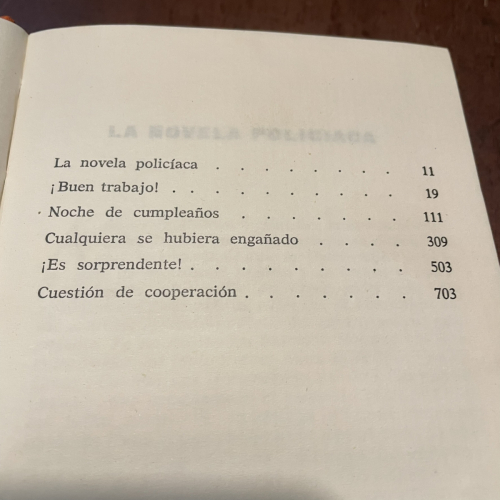 LA NOVELA POLICIACA
La novela policíaca . . . . . . . 11
¡Buen trabajo! . . . . . . . . . 19
Noche de cumpleaños . . . . . . 111
Cualquiera se hubiera engañado . . . . 309
¡Es sorprendente! . . . . . . . . 503
Cuestión de cooperación . . . . . . 703